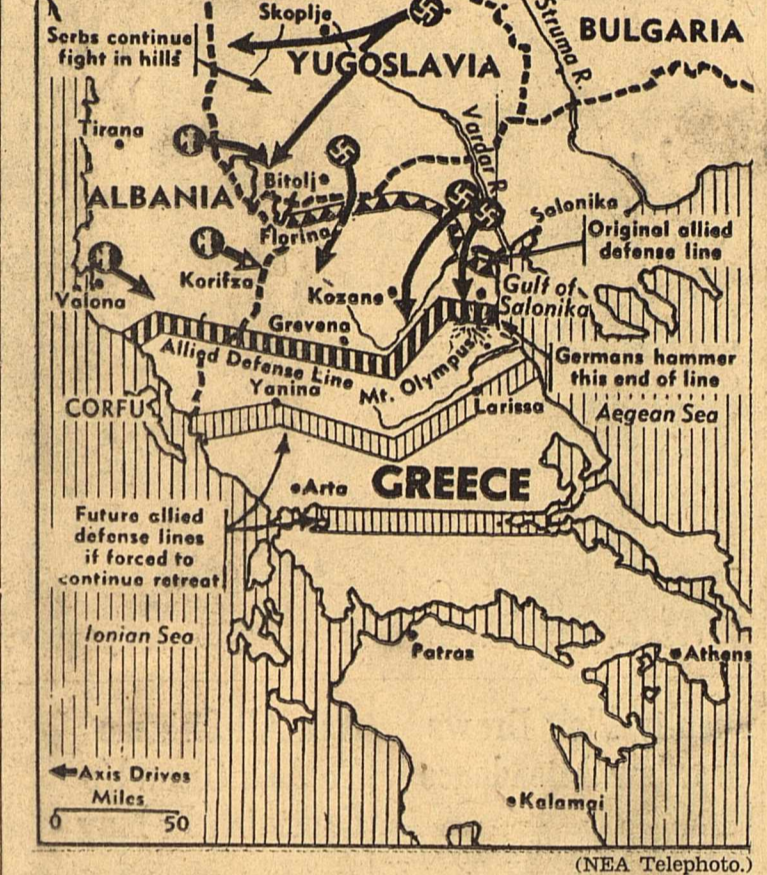 Skoplje
Struma R.
BULGARIA
Serbs continue
fight in hills
YUGOSLAVIA
Vardar R.
Tirana
Bitolj
ALBANIA
Salonika
Florina
Original allied
defense line
Korifza
Valona
Kozane
Gulf of
Salonika
Grevena
Allied Defense Line
Mt. Olympus
Germans hammer
this end of line
Yanina
CORFU
Larissa
Aegean Sea
GREECE
Arta
Future allied
defense lines
if forced to
continue retreat
Ionian Sea
Patras
Athens
Axis Drives
Miles
0 50
Kalamai
(NEA Telephoto.)